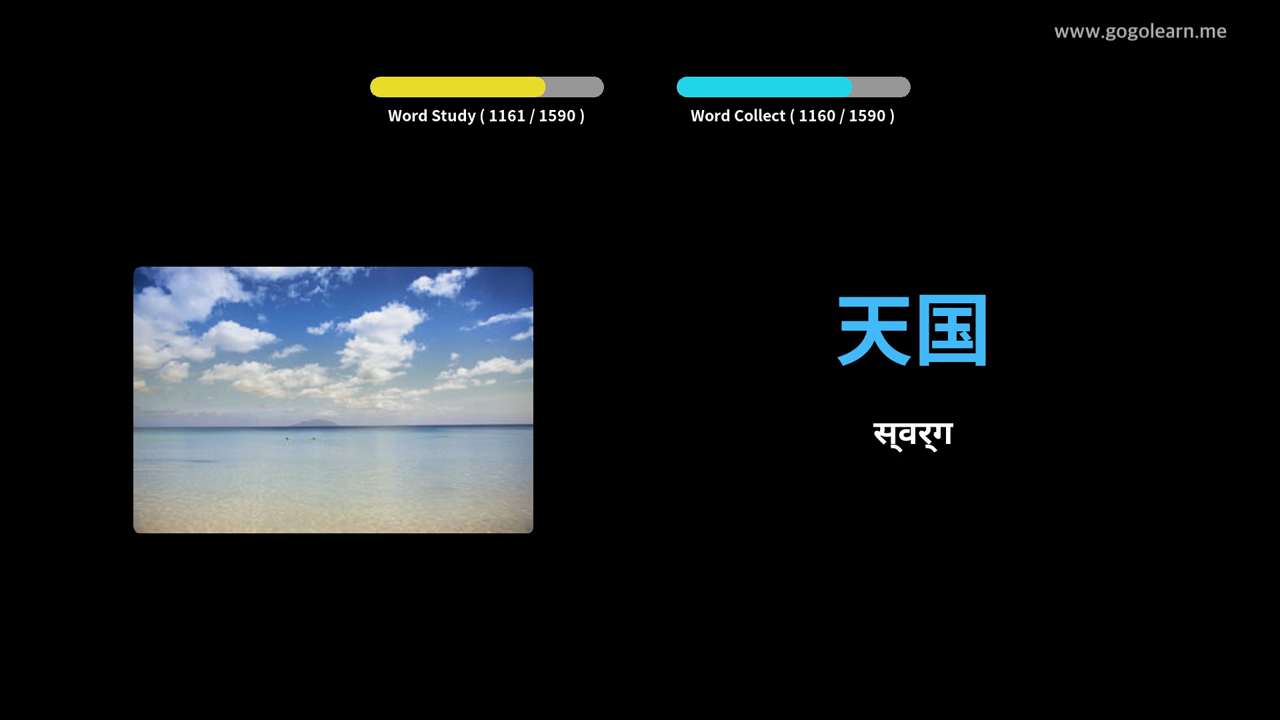 www.gogolearn.me
Word Study ( 1161 / 1590 )
Word Collect ( 1160 / 1590 )
天国
स्वर्ग